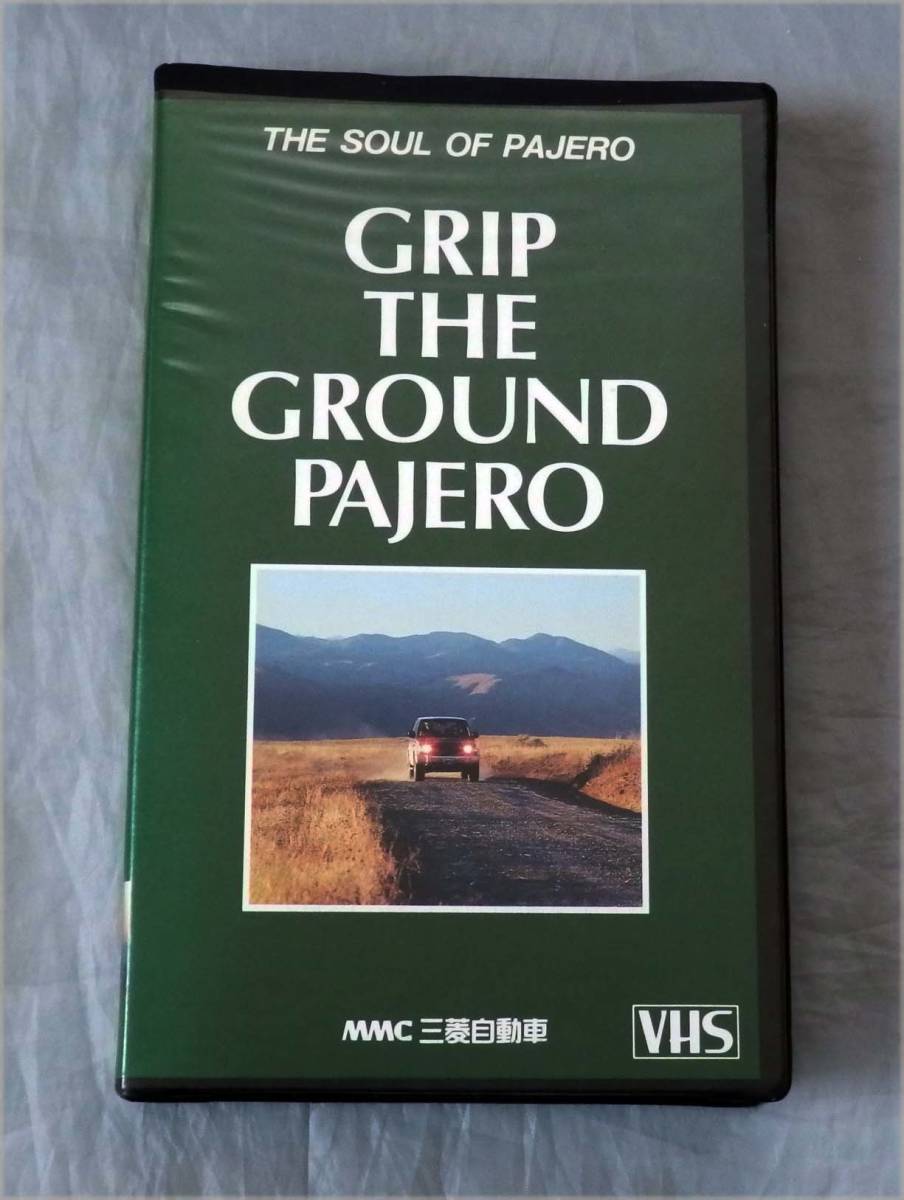 THE SOUL OF PAJERO
GRIP
THE
GROUND
PAJERO
MMC 三菱自動車
VHS